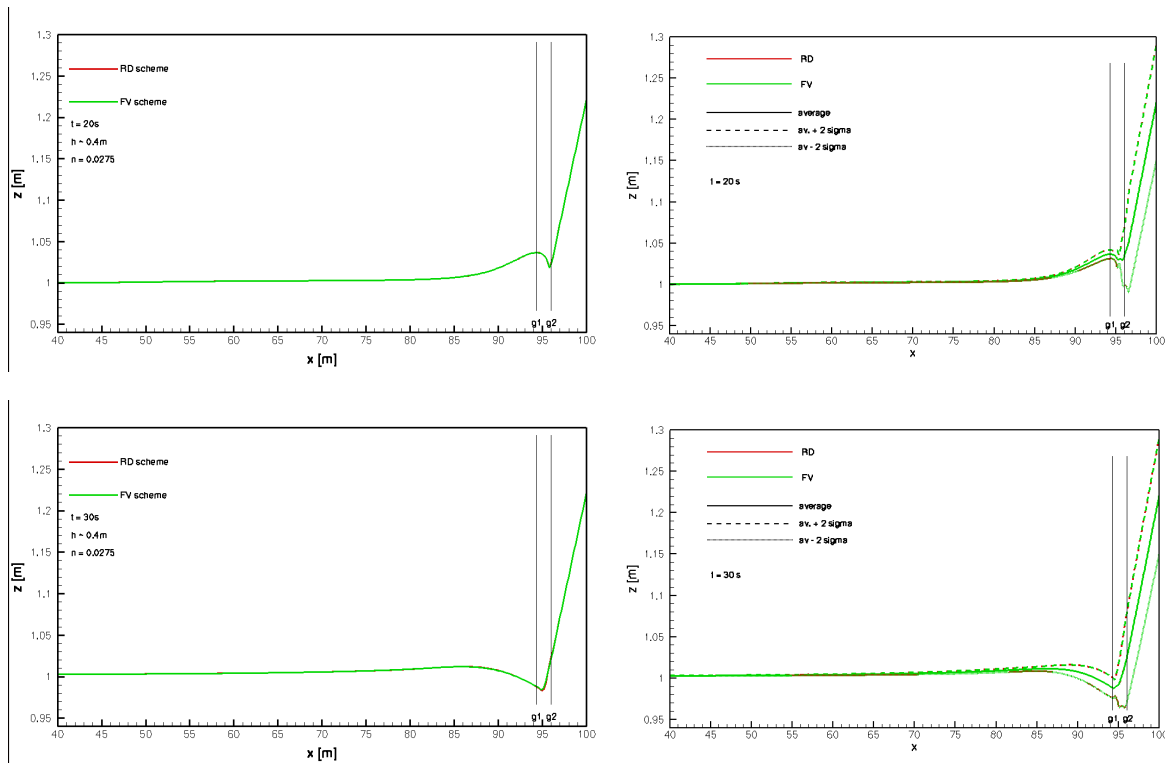 1.3
1.25
1.2
1.15
1.1
1.05
1
0.95
z [m]
RD scheme
FV scheme
t = 20s
h ~ 0.4m
n = 0.0275
g1 g2
40 45 50 55 60 65 70 75 80 85 90 95 100
x [m]
1.3
1.25
1.2
1.15
1.1
1.05
1
0.95
z [m]
RD
FV
average
av. + 2 sigma
av - 2 sigma
t = 20 s
g1 g2
40 45 50 55 60 65 70 75 80 85 90 95 100
x
1.3
1.25
1.2
1.15
1.1
1.05
1
0.95
z [m]
RD scheme
FV scheme
t = 30s
h ~ 0.4m
n = 0.0275
g1 g2
40 45 50 55 60 65 70 75 80 85 90 95 100
x [m]
1.3
1.25
1.2
1.15
1.1
1.05
1
0.95
z [m]
RD
FV
average
av. + 2 sigma
av - 2 sigma
t = 30 s
g1 g2
40 45 50 55 60 65 70 75 80 85 90 95 100
x